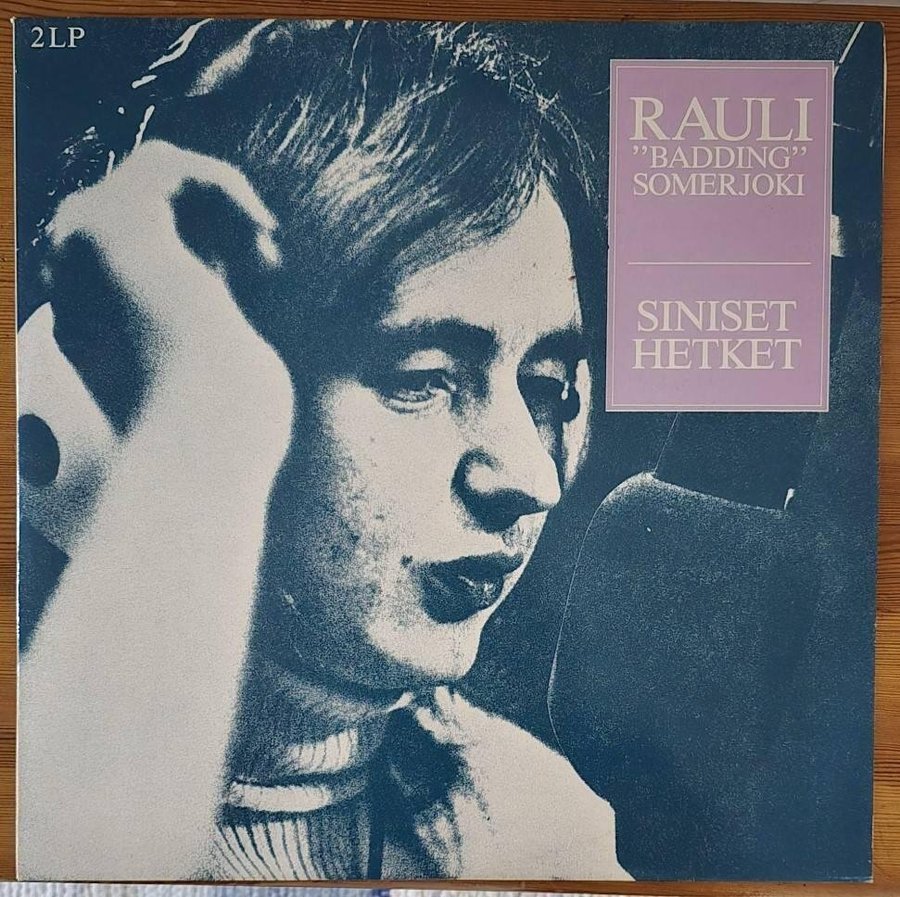 2LP
RAULI
”BADDING”
SOMERJOKI
SINISET
HETKET